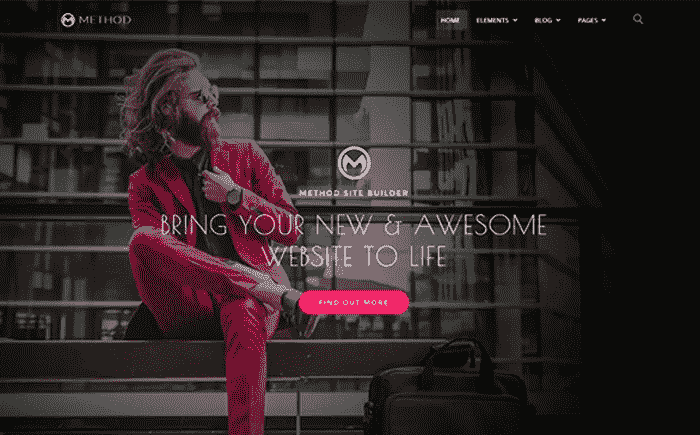 METHOD
HOME ELEMENTS BLOG PAGES
METHOD SITE BUILDER
BRING YOUR NEW & AWESOME
WEBSITE TO LIFE
FIND OUT MORE